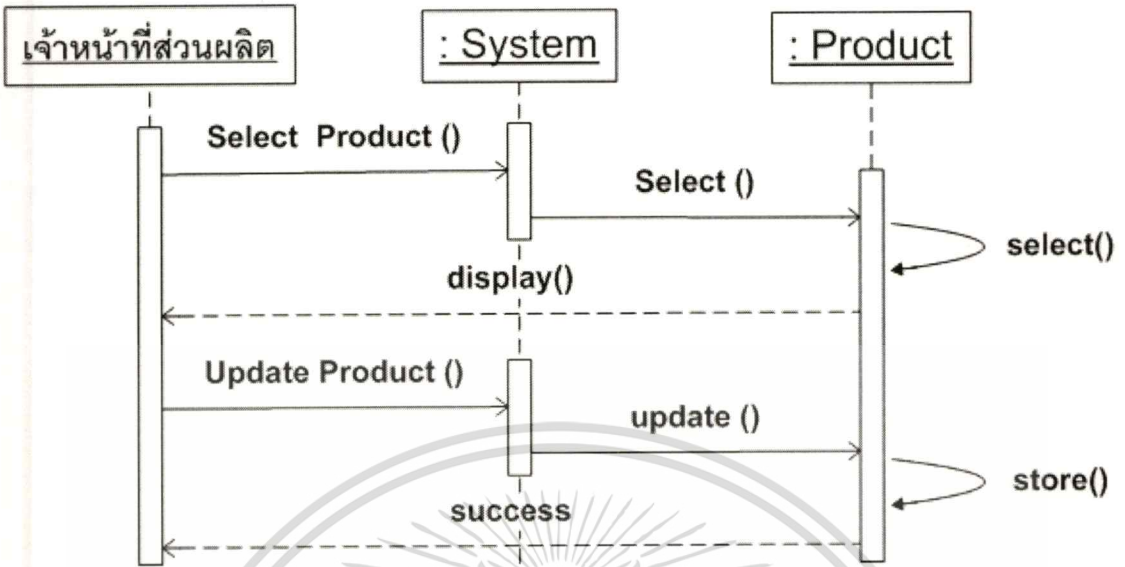 เจ้าหน้าที่ส่วนผลิต
: System
: Product
Select Product ()
Select ()
select()
display()
Update Product ()
update ()
store()
success